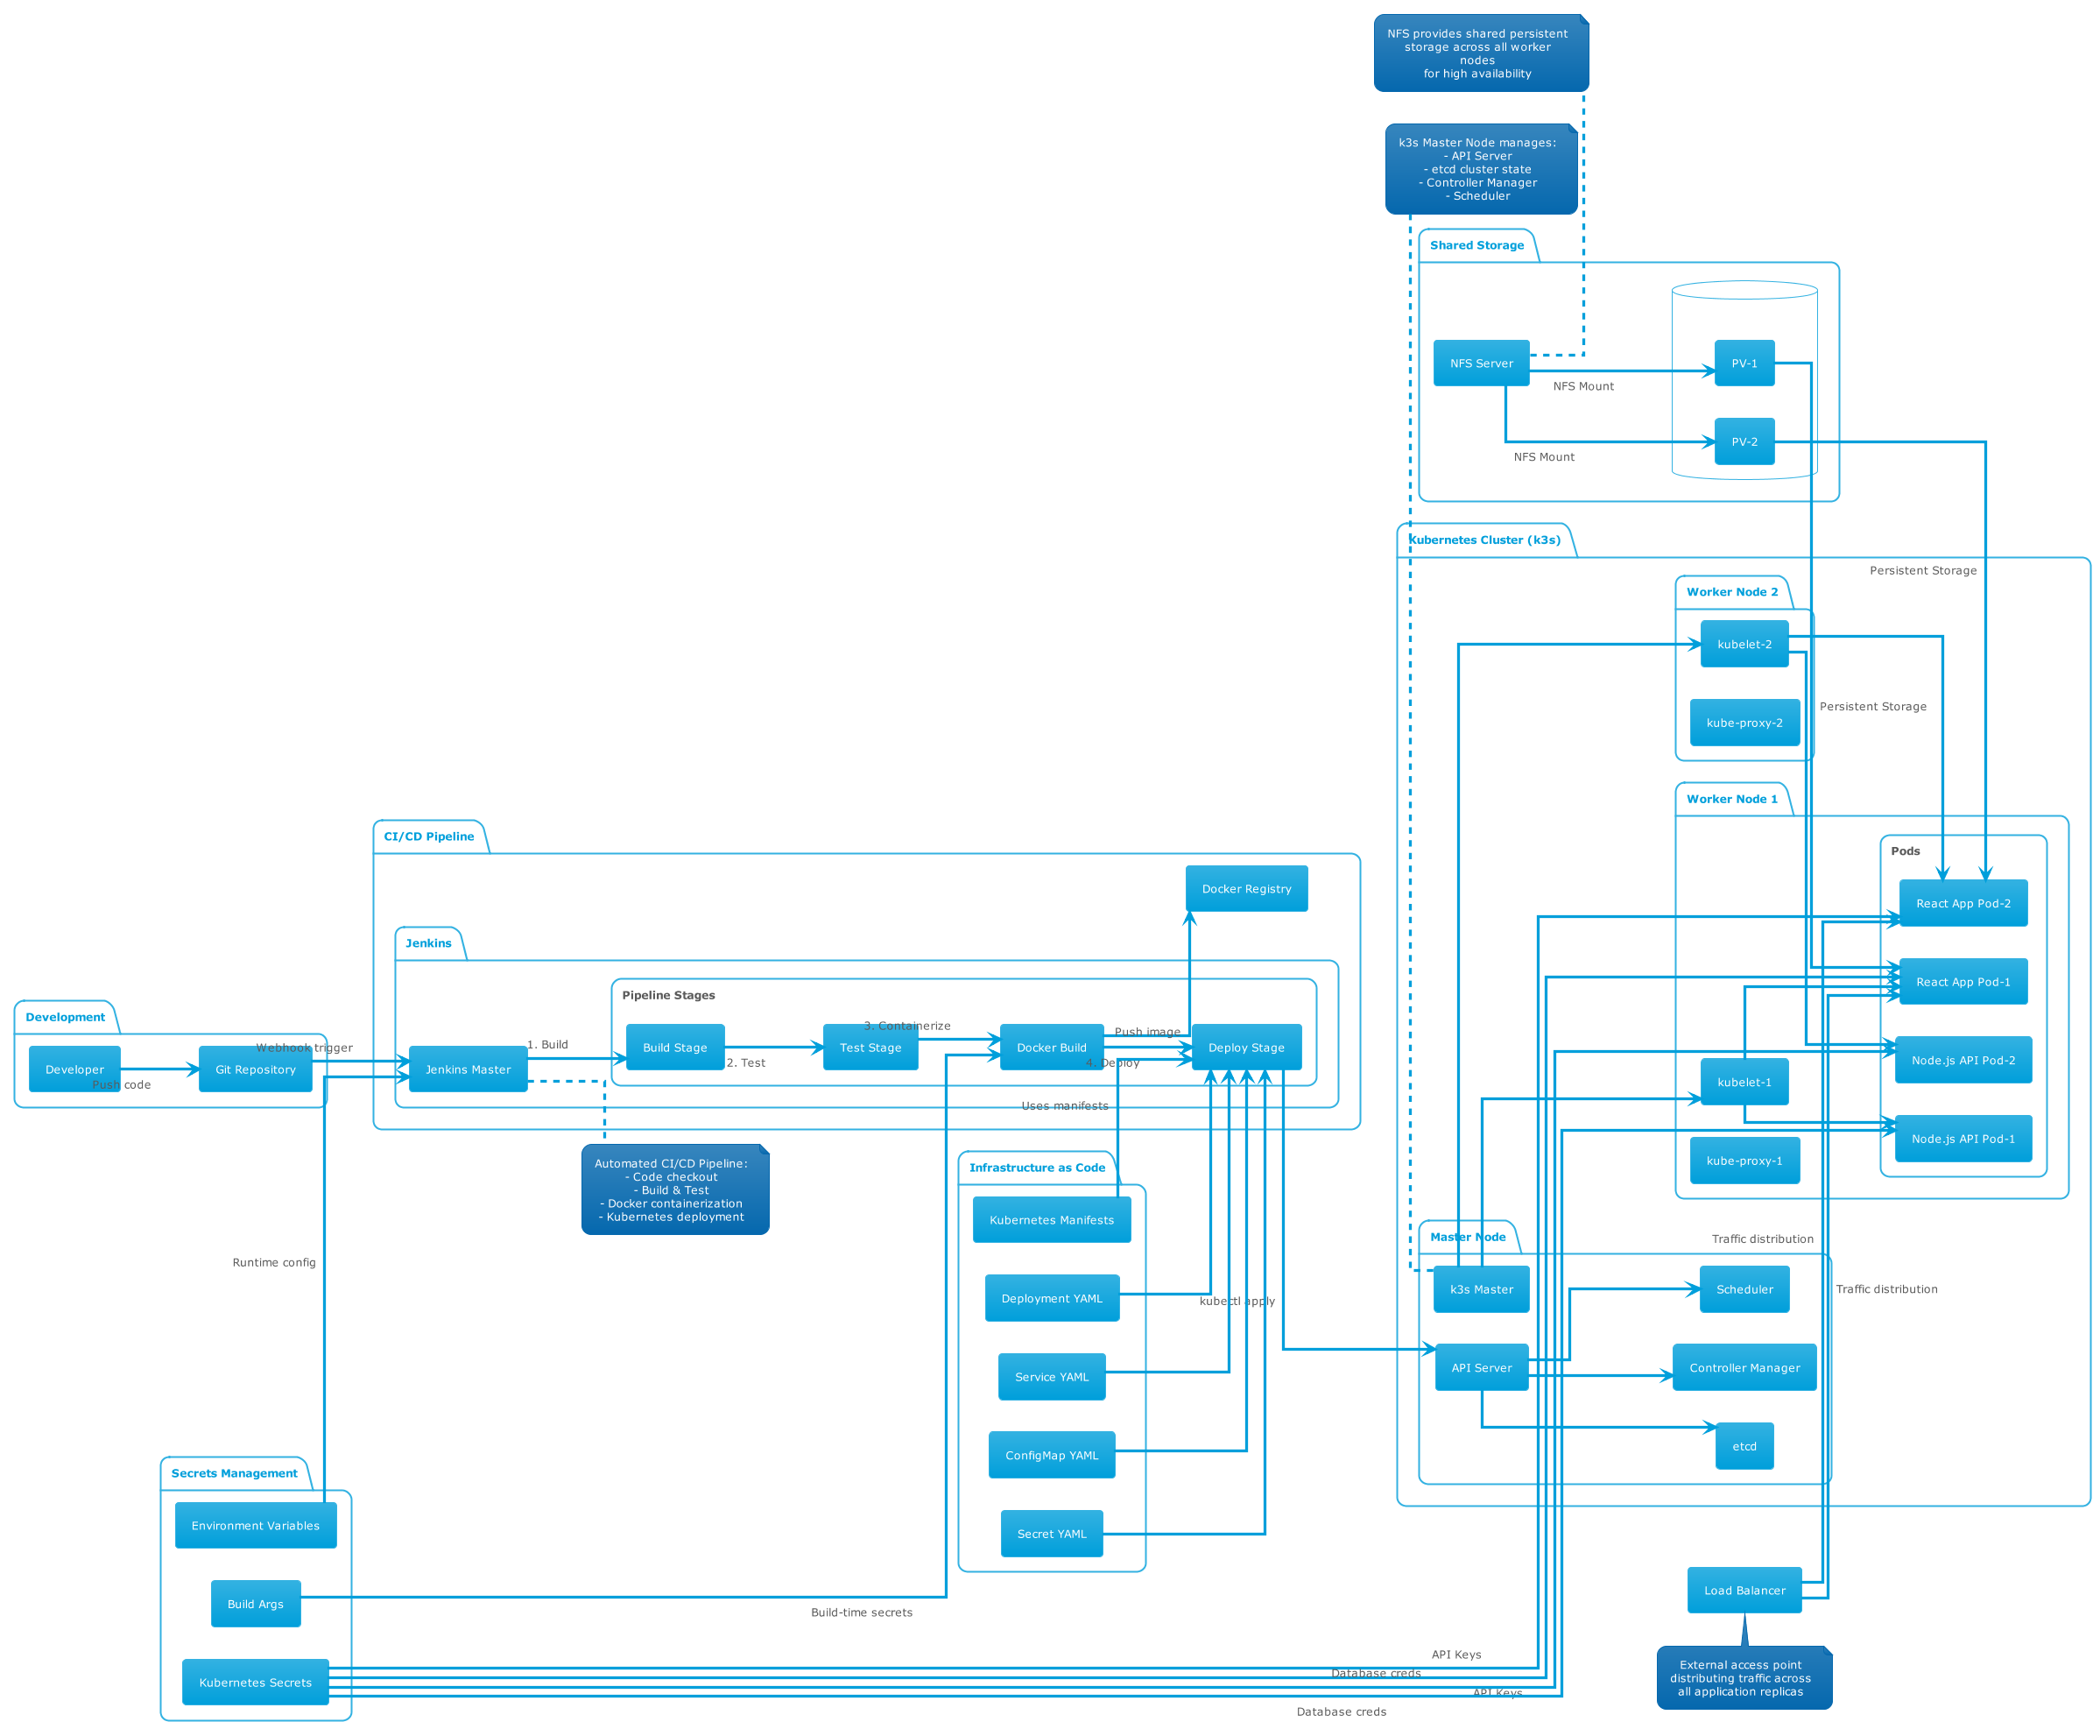 NFS provides shared persistent
storage across all worker
nodes
for high availability
k3s Master Node manages:
- API Server
- etcd cluster state
- Controller Manager
- Scheduler
Shared Storage
NFS Server
PV-1
NFS Mount
PV-2
NFS Mount
Kubernetes Cluster (k3s)
Persistent Storage
Worker Node 2
kubelet-2
Persistent Storage
kube-proxy-2
Worker Node 1
Pods
React App Pod-2
React App Pod-1
Node.js API Pod-2
kubelet-1
Node.js API Pod-1
kube-proxy-1
CI/CD Pipeline
Docker Registry
Jenkins
Pipeline Stages
Development
Developer
Push code
Git Repository
Webhook trigger
Jenkins Master
1. Build
Build Stage
2. Test
Test Stage
3. Containerize
Docker Build
Push image
4. Deploy
Deploy Stage
Uses manifests
Automated CI/CD Pipeline:
- Code checkout
- Build & Test
- Docker containerization
- Kubernetes deployment
Infrastructure as Code
Kubernetes Manifests
Deployment YAML
Service YAML
ConfigMap YAML
Secret YAML
kubectl apply
Runtime config
Master Node
Traffic distribution
k3s Master
Scheduler
Traffic distribution
API Server
Controller Manager
etcd
Secrets Management
Environment Variables
Build Args
Build-time secrets
Kubernetes Secrets
API Keys
Database creds
API Keys
Database creds
Load Balancer
External access point
distributing traffic across
all application replicas